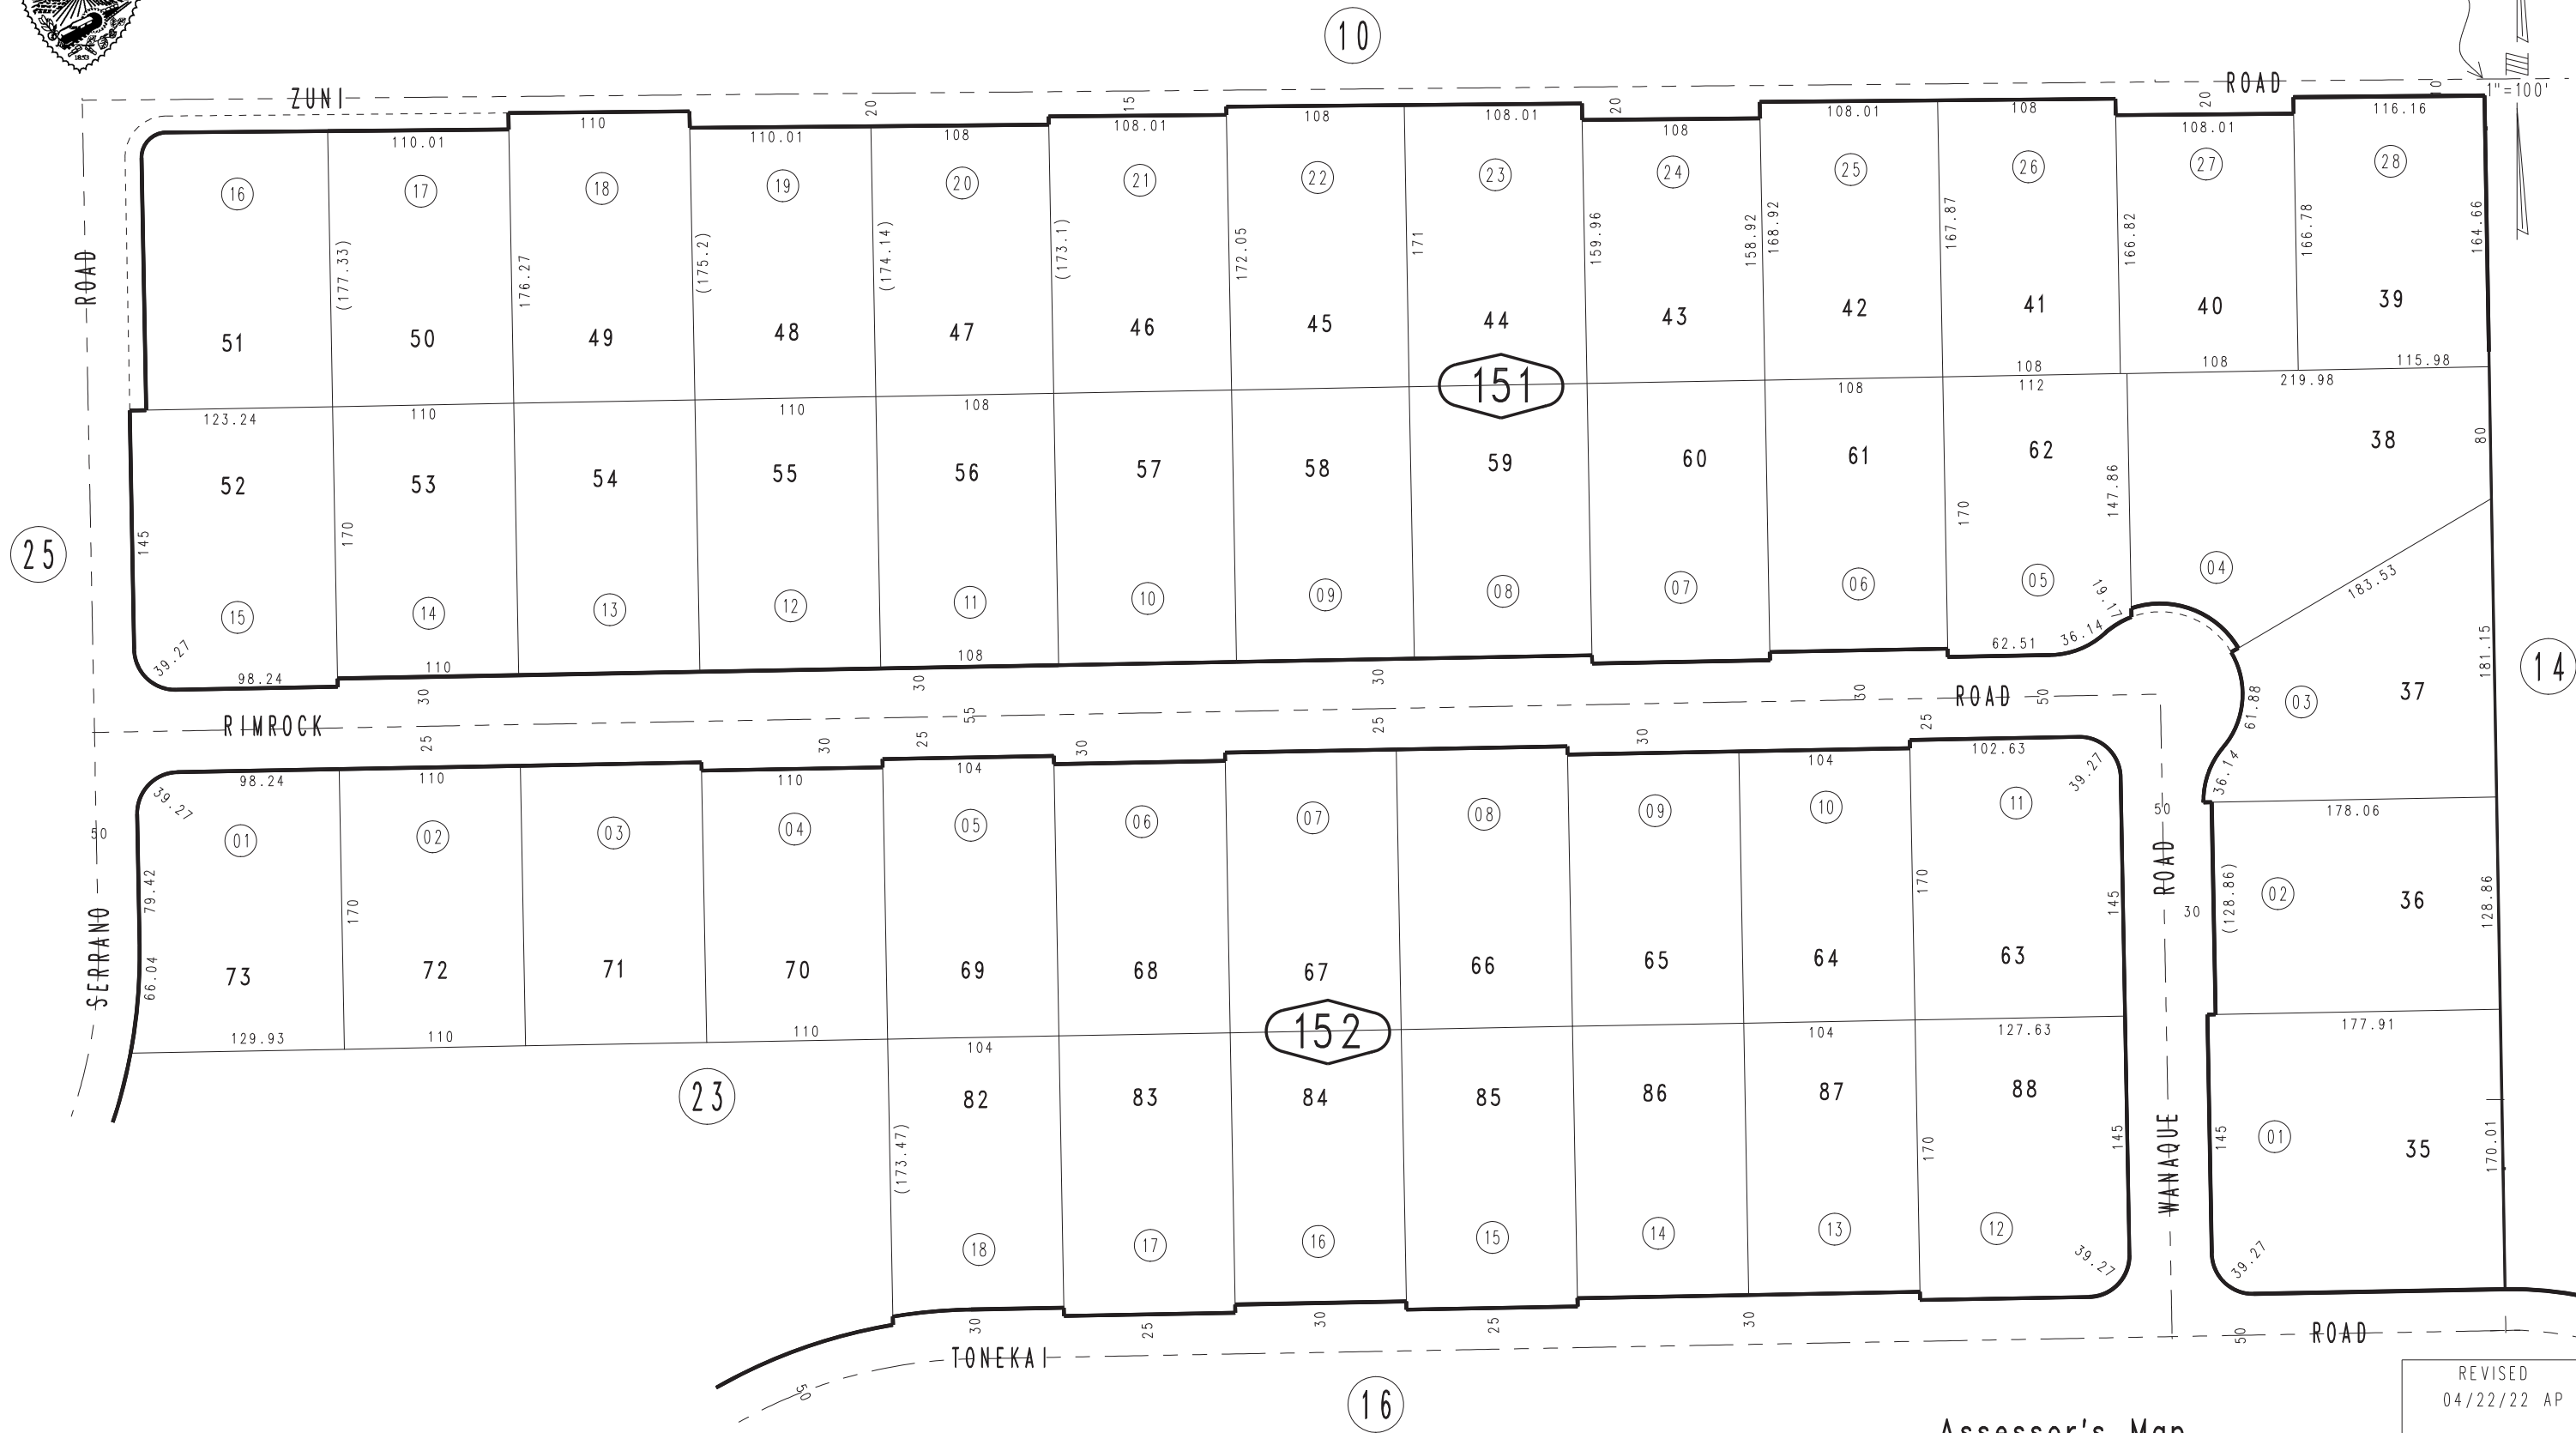 10
ZUNI ROAD
1"=100'
20 15 20 20 10
110 108 108.01 108.01 108 116.16
110.01 110.01 108 108.01 108 108.01
16 17 18 19 20 21 22 23 24 25 26 27 28
(177.33) 176.27 (175.2) (174.14) (173.1) 172.05 171 159.96 158.92 168.92 167.87 166.82 166.78 164.66
ROAD
51 50 49 48 47 46 45 44 43 42 41 40 39
151
108 108 115.98
123.24 110 110 108 108 112 219.98
52 53 54 55 56 57 58 59 60 61 62 38
80
25
145 170 170 147.86
15 14 13 12 11 10 09 08 07 06 05 04
19.17
183.53
39.27 98.24 110 108 62.51 36.14
181.15
14
30 30 30 30 50
RIMROCK ROAD
55
25 30 25 30 25 30 25
03 37
61.88
36.14
98.24 110 110 104 104 102.63
39.27 39.27
01 02 03 04 05 06 07 08 09 10 11
50 50
178.06
79.42 170 170 145
ROAD
30
(128.86) 02 36 128.86
SERRANO
66.04
73 72 71 70 69 68 67 66 65 64 63
152
129.93 110 110 104 104 127.63
177.91
23
82 83 84 85 86 87 88
(173.47) 170 145
WANAQUE
145 01 35 170.01
18 17 16 15 14 13 12
39.27 39.27
30 25 30 25 30 50
TONEKAI ROAD
50
16
REVISED
04/22/22 AP
Assessor's Map
1853